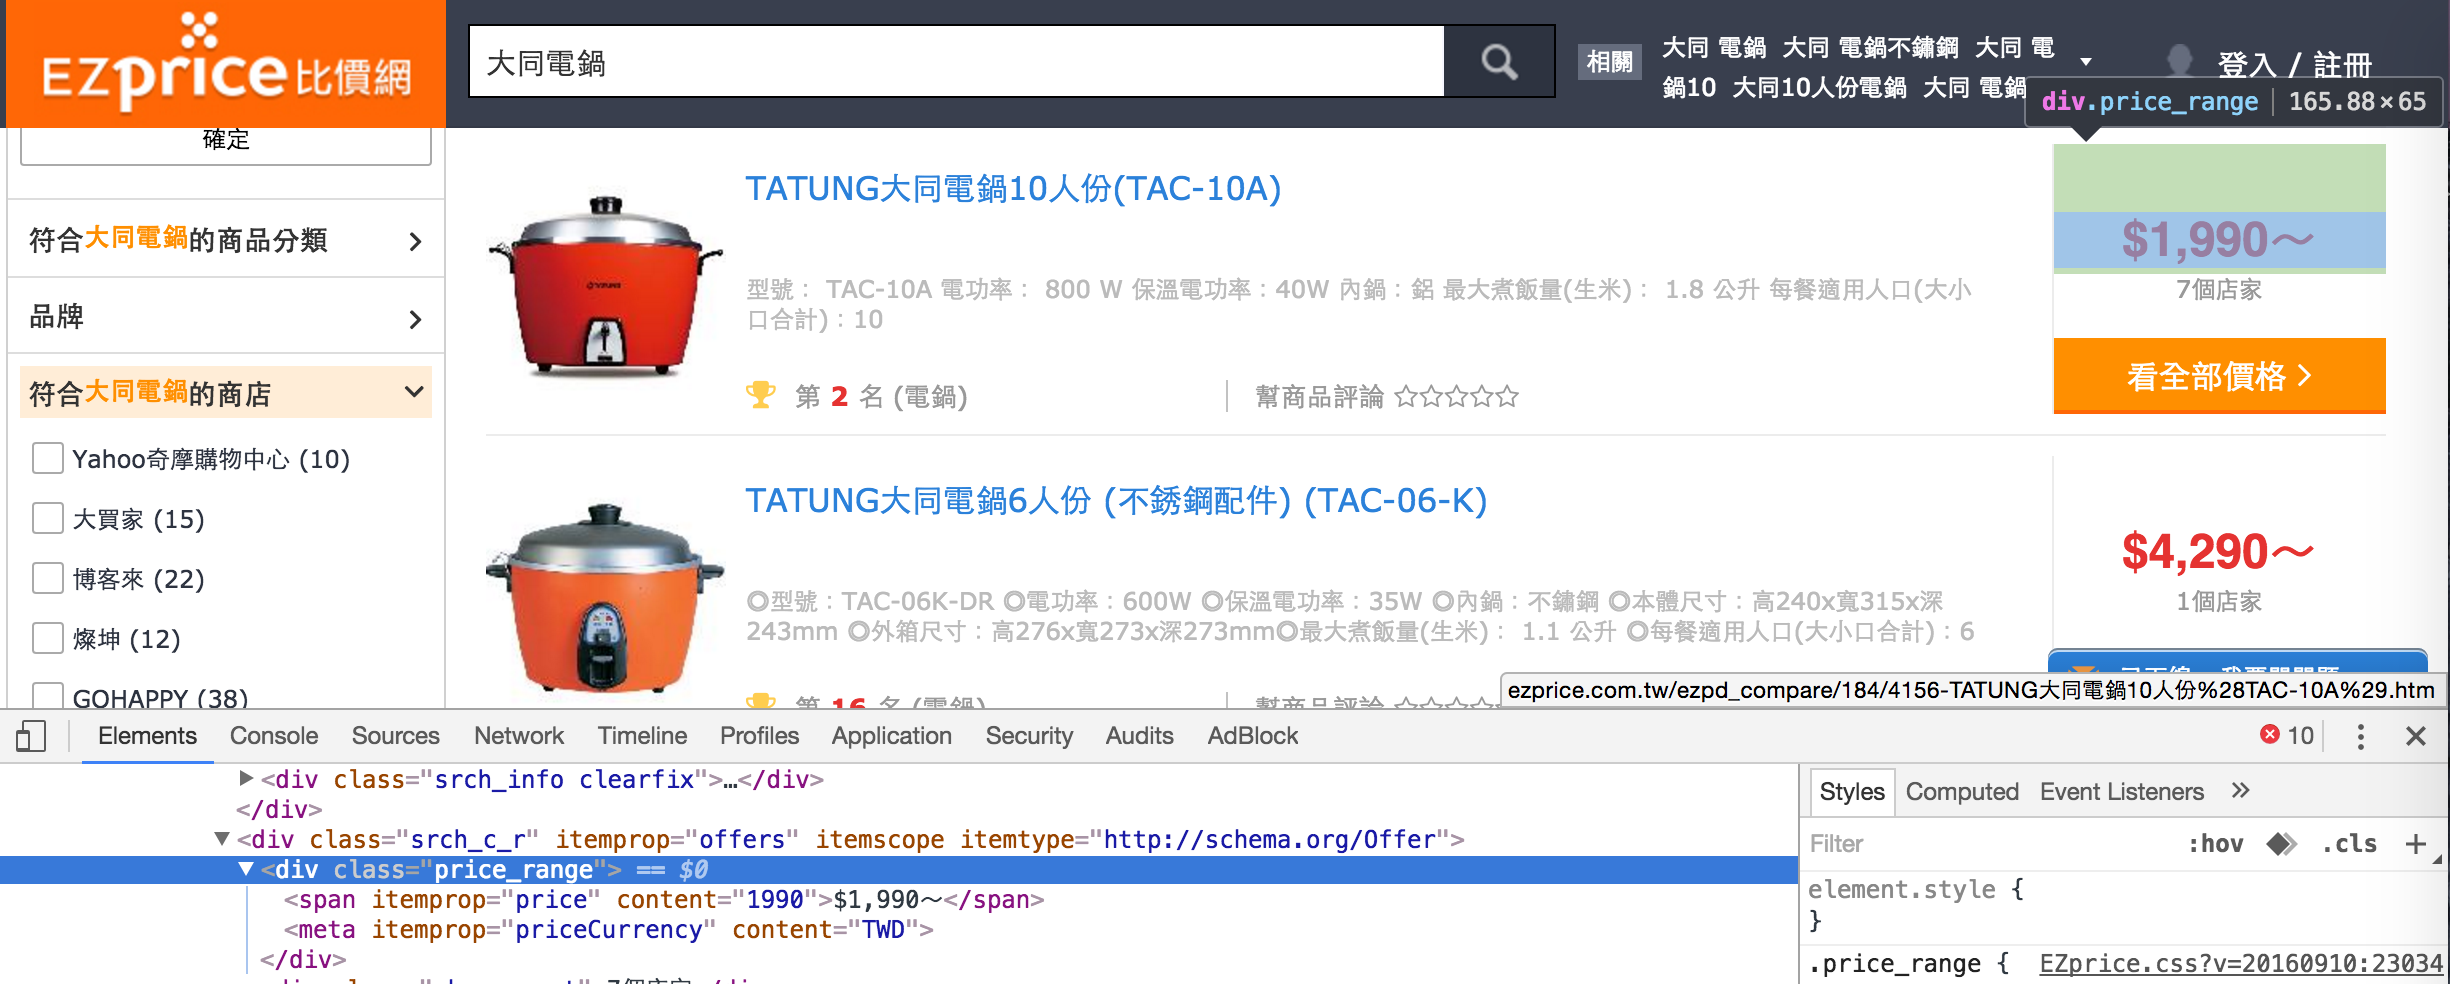 EZprice比價網
大同電鍋
相關
大同 電鍋 大同 電鍋不鏽鋼 大同 電
鍋10 大同10人份電鍋 大同 電鍋
登入 / 註冊
div.price_range 165.88×65
確定
符合大同電鍋的商品分類
品牌
符合大同電鍋的商店
Yahoo奇摩購物中心 (10)
大買家 (15)
博客來 (22)
燦坤 (12)
GOHAPPY (38)
TATUNG大同電鍋10人份(TAC-10A)
型號： TAC-10A 電功率： 800 W 保溫電功率：40W 內鍋：鋁 最大煮飯量(生米)： 1.8 公升 每餐適用人口(大小
口合計)：10
第 2 名 (電鍋)
幫商品評論 ☆☆☆☆☆
TATUNG
$1,990～
7個店家
看全部價格
TATUNG大同電鍋6人份 (不銹鋼配件) (TAC-06-K)
◎型號：TAC-06K-DR ◎電功率：600W ◎保溫電功率：35W ◎內鍋：不鏽鋼 ◎本體尺寸：高240x寬315x深
243mm ◎外箱尺寸：高276x寬273x深273mm◎最大煮飯量(生米)： 1.1 公升 ◎每餐適用人口(大小口合計)：6
第 16 名 (電鍋)
幫商品評論 ☆☆☆☆
$4,290～
1個店家
ezprice.com.tw/ezpd_compare/184/4156-TATUNG大同電鍋10人份%28TAC-10A%29.htm
Elements Console Sources Network Timeline Profiles Application Security Audits AdBlock
10
<div class="srch_info clearfix">…</div>
</div>
<div class="srch_c_r" itemprop="offers" itemscope itemtype="http://schema.org/Offer">
<div class="price_range"> == $0
<span itemprop="price" content="1990">$1,990～</span>
<meta itemprop="priceCurrency" content="TWD">
</div>
Styles Computed Event Listeners »
Filter :hov .cls +
element.style {
}
.price_range { EZprice.css?v=20160910:23034